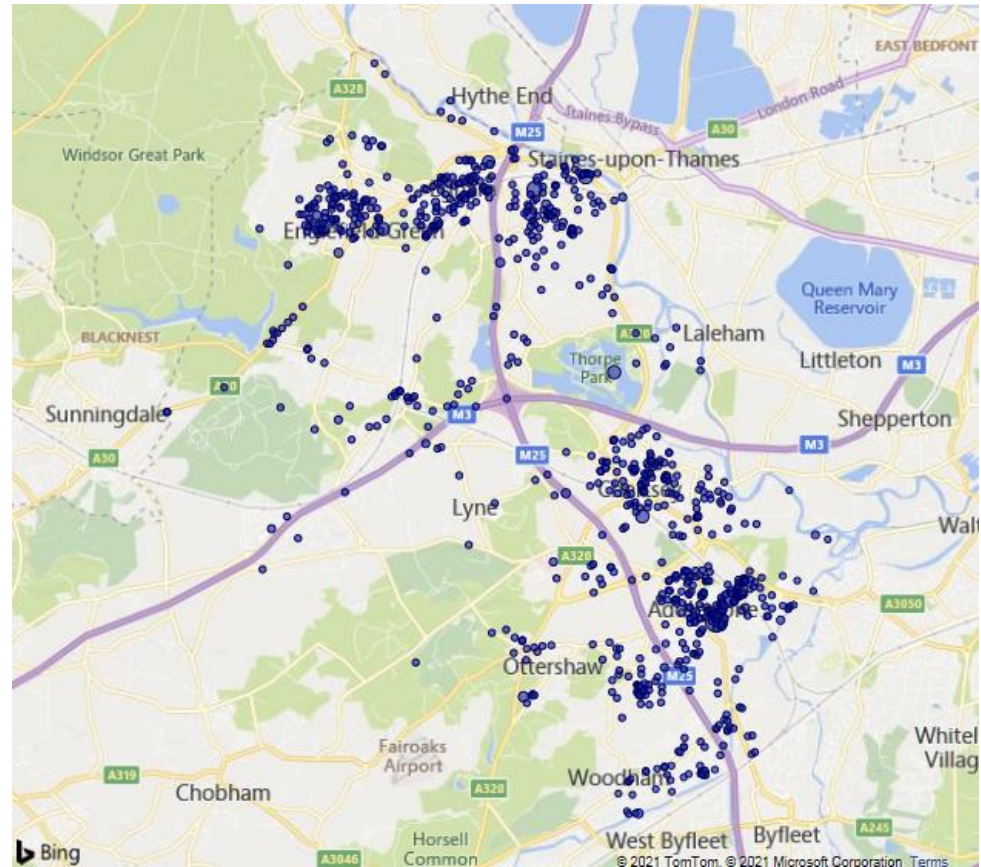 EAST BEDFONT
A328
Hythe End
Staines Bypass
London Road
M25
A30
Windsor Great Park
Staines-upon-Thames
Englefield Green
Queen Mary
Reservoir
BLACKNEST
Laleham
Thorpe
Park
Littleton
M3
Sunningdale
M3
Shepperton
M3
A30
M25
Lyne
Walt
A320
A3050
Ottershaw
M25
Fairoaks
Airport
Whitel
Villag
A319
Chobham
A320
Woodham
Horsell
Common
West Byfleet
Byfleet
A245
A3046
Bing
© 2021 TomTom, © 2021 Microsoft Corporation Terms